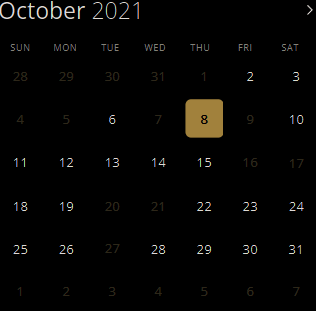 October 2021 >
SUN MON TUE WED THU FRI SAT
28 29 30 31 1 2 3
4 5 6 7 8 9 10
11 12 13 14 15 16 17
18 19 20 21 22 23 24
25 26 27 28 29 30 31
1 2 3 4 5 6 7